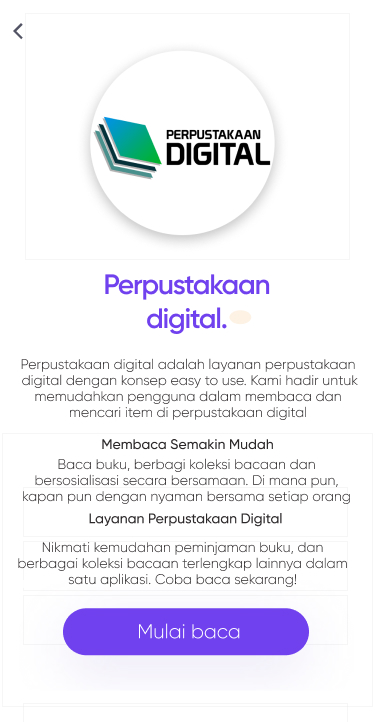 PERPUSTAKAAN
DIGITAL
Perpustakaan
digital.
Perpustakaan digital adalah layanan perpustakaan
digital dengan konsep easy to use. Kami hadir untuk
memudahkan pengguna dalam membaca dan
mencari item di perpustakaan digital
Membaca Semakin Mudah
Baca buku, berbagi koleksi bacaan dan
bersosialisasi secara bersamaan. Di mana pun,
kapan pun dengan nyaman bersama setiap orang
Layanan Perpustakaan Digital
Nikmati kemudahan peminjaman buku, dan
berbagai koleksi bacaan terlengkap lainnya dalam
satu aplikasi. Coba baca sekarang!
Mulai baca